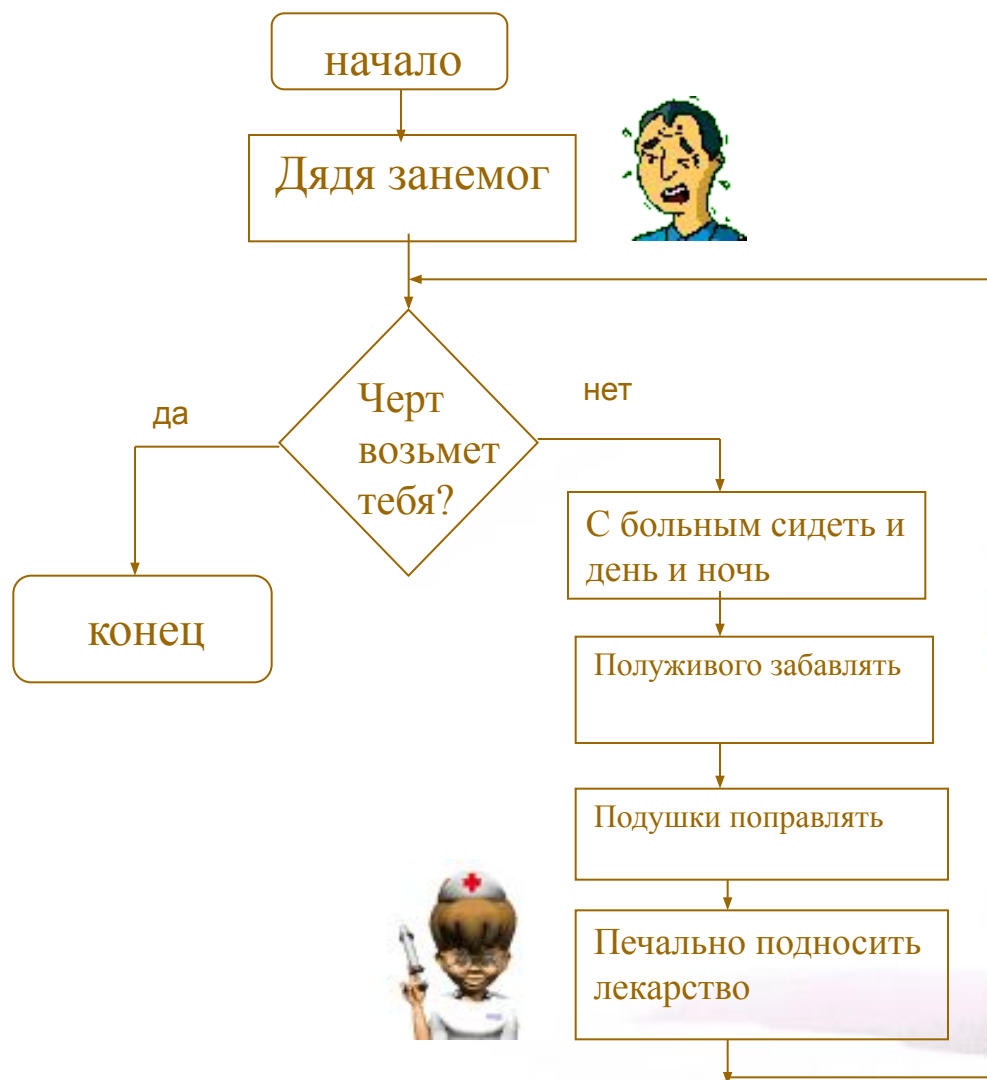 начало
Дядя занемог
Черт
возьмет
тебя?
да
нет
конец
С больным сидеть и
день и ночь
Полуживого забавлять
Подушки поправлять
Печально подносить
лекарство